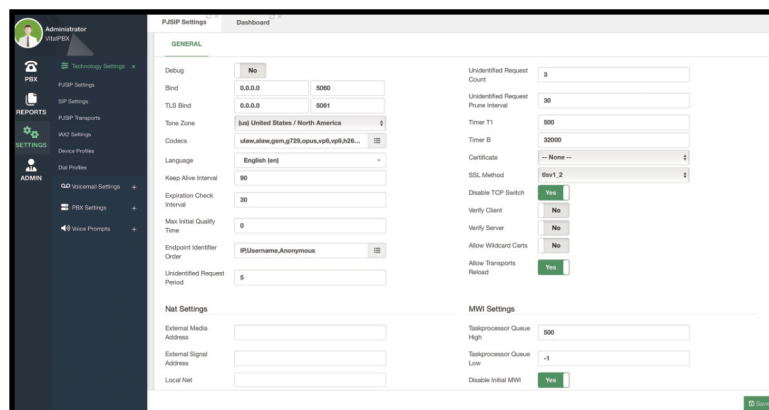 Administrator
VitalPBX
PBX
REPORTS
SETTINGS
ADMIN
Technology Settings
PJSIP Settings
SIP Settings
PJSIP Transports
IAX2 Settings
Device Profiles
Dial Profiles
Voicemail Settings +
PBX Settings +
Voice Prompts +
PJSIP Settings
Dashboard
GENERAL
Debug No
Bind 0.0.0.0 5060
TLS Bind 0.0.0.0 5061
Tone Zone (us) United States / North America
Codecs ulaw,alaw,gsm,g729,opus,vp8,vp9,h26...
Language English (en)
Keep Alive Interval 90
Expiration Check
Interval 30
Max Initial Qualify
Time 0
Endpoint Identifier
Order IP,Username,Anonymous
Unidentified Request
Period 5
Unidentified Request
Count 3
Unidentified Request
Prune Interval 30
Timer T1 500
Timer B 32000
Certificate -- None --
SSL Method tlsv1_2
Disable TCP Switch Yes
Verify Client No
Verify Server No
Allow Wildcard Certs No
Allow Transports
Reload Yes
Nat Settings
External Media
Address
External Signal
Address
Local Net
MWI Settings
Taskprocessor Queue
High 500
Taskprocessor Queue
Low -1
Disable Initial MWI Yes
Save